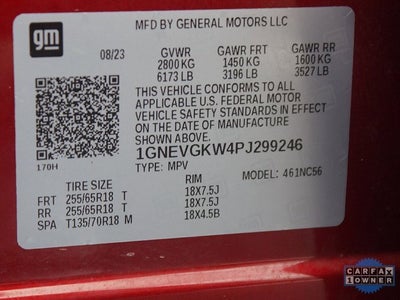 MFD BY GENERAL MOTORS LLC
gm
08/23 GVWR GAWR FRT GAWR RR
2800 KG 1450 KG 1600 KG
6173 LB 3196 LB 3527 LB
THIS VEHICLE CONFORMS TO ALL
APPLICABLE U.S. FEDERAL MOTOR
VEHICLE SAFETY STANDARDS IN EFFECT
ON THE DATE OF MANUFACTURE
SHOWN ABOVE.
1GNEVGKW4PJ299246
170H
TYPE: MPV
MODEL: 461NC56
TIRE SIZE RIM
FRT 255/65R18 T 18X7.5J
RR 255/65R18 T 18X7.5J
SPA T135/70R18 M 18X4.5B
CARFAX
1 OWNER